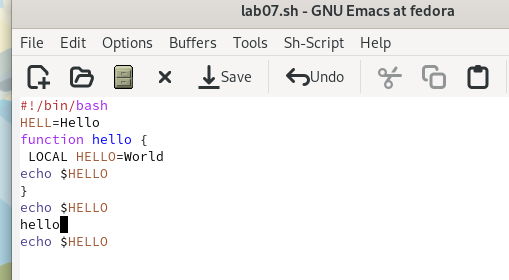 lab07.sh - GNU Emacs at fedora
File Edit Options Buffers Tools Sh-Script Help
Save Undo
#!/bin/bash
HELL=Hello
function hello {
 LOCAL HELLO=World
echo $HELLO
}
echo $HELLO
hello
echo $HELLO